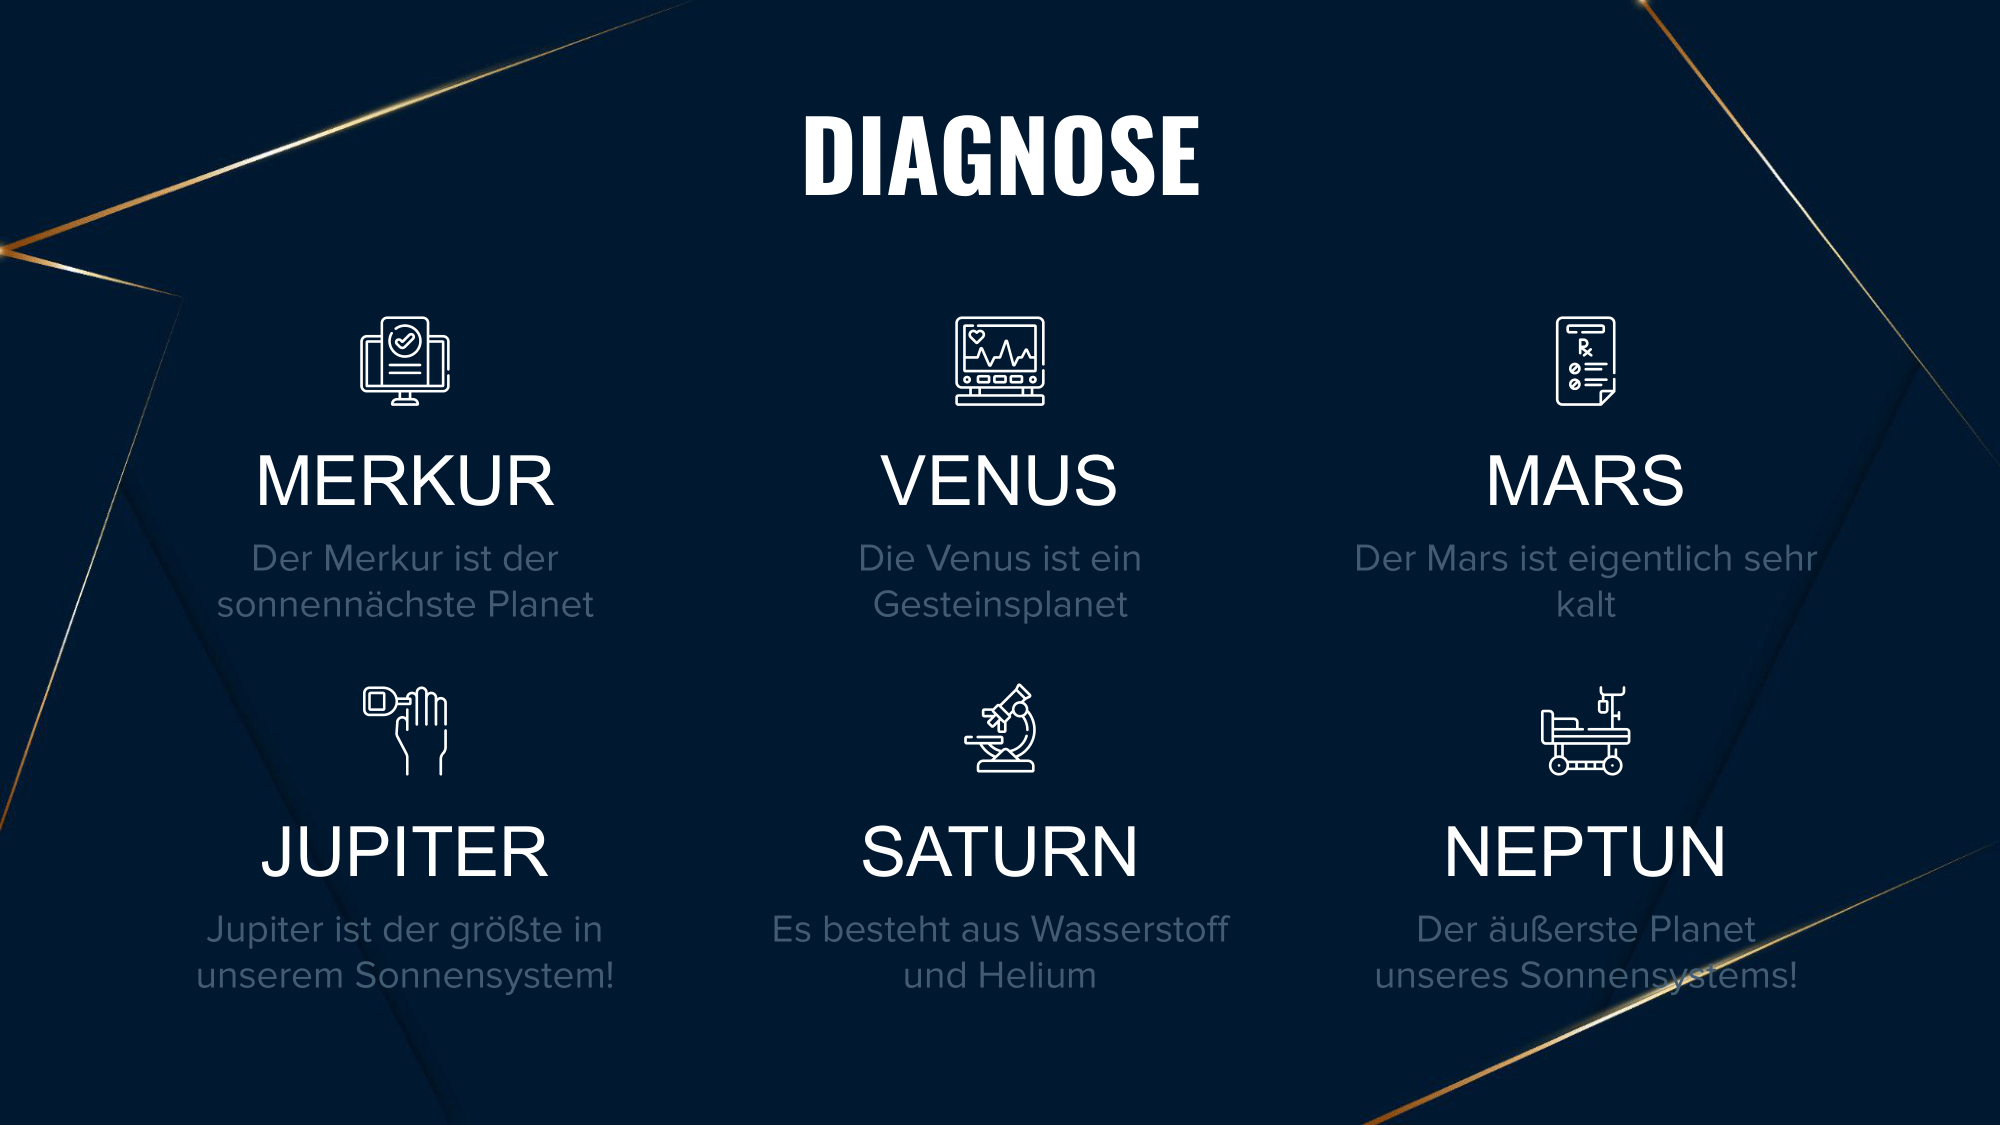 DIAGNOSE
MERKUR
Der Merkur ist der
sonnennächste Planet
VENUS
Die Venus ist ein
Gesteinsplanet
MARS
Der Mars ist eigentlich sehr
kalt
JUPITER
Jupiter ist der größte in
unserem Sonnensystem!
SATURN
Es besteht aus Wasserstoff
und Helium
NEPTUN
Der äußerste Planet
unseres Sonnensystems!